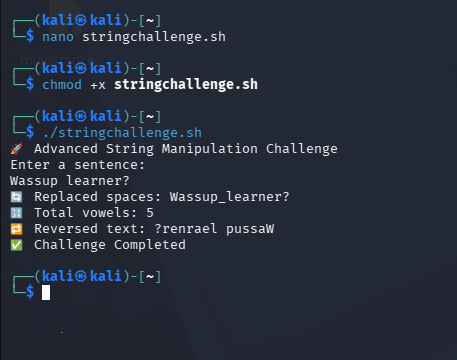 ┌──(kali㉿kali)-[~]
└─$ nano stringchallenge.sh
┌──(kali㉿kali)-[~]
└─$ chmod +x stringchallenge.sh
┌──(kali㉿kali)-[~]
└─$ ./stringchallenge.sh
🚀 Advanced String Manipulation Challenge
Enter a sentence:
Wassup learner?
🔄 Replaced spaces: Wassup_learner?
🔢 Total vowels: 5
🔁 Reversed text: ?renrael pussaW
✅ Challenge Completed
┌──(kali㉿kali)-[~]
└─$